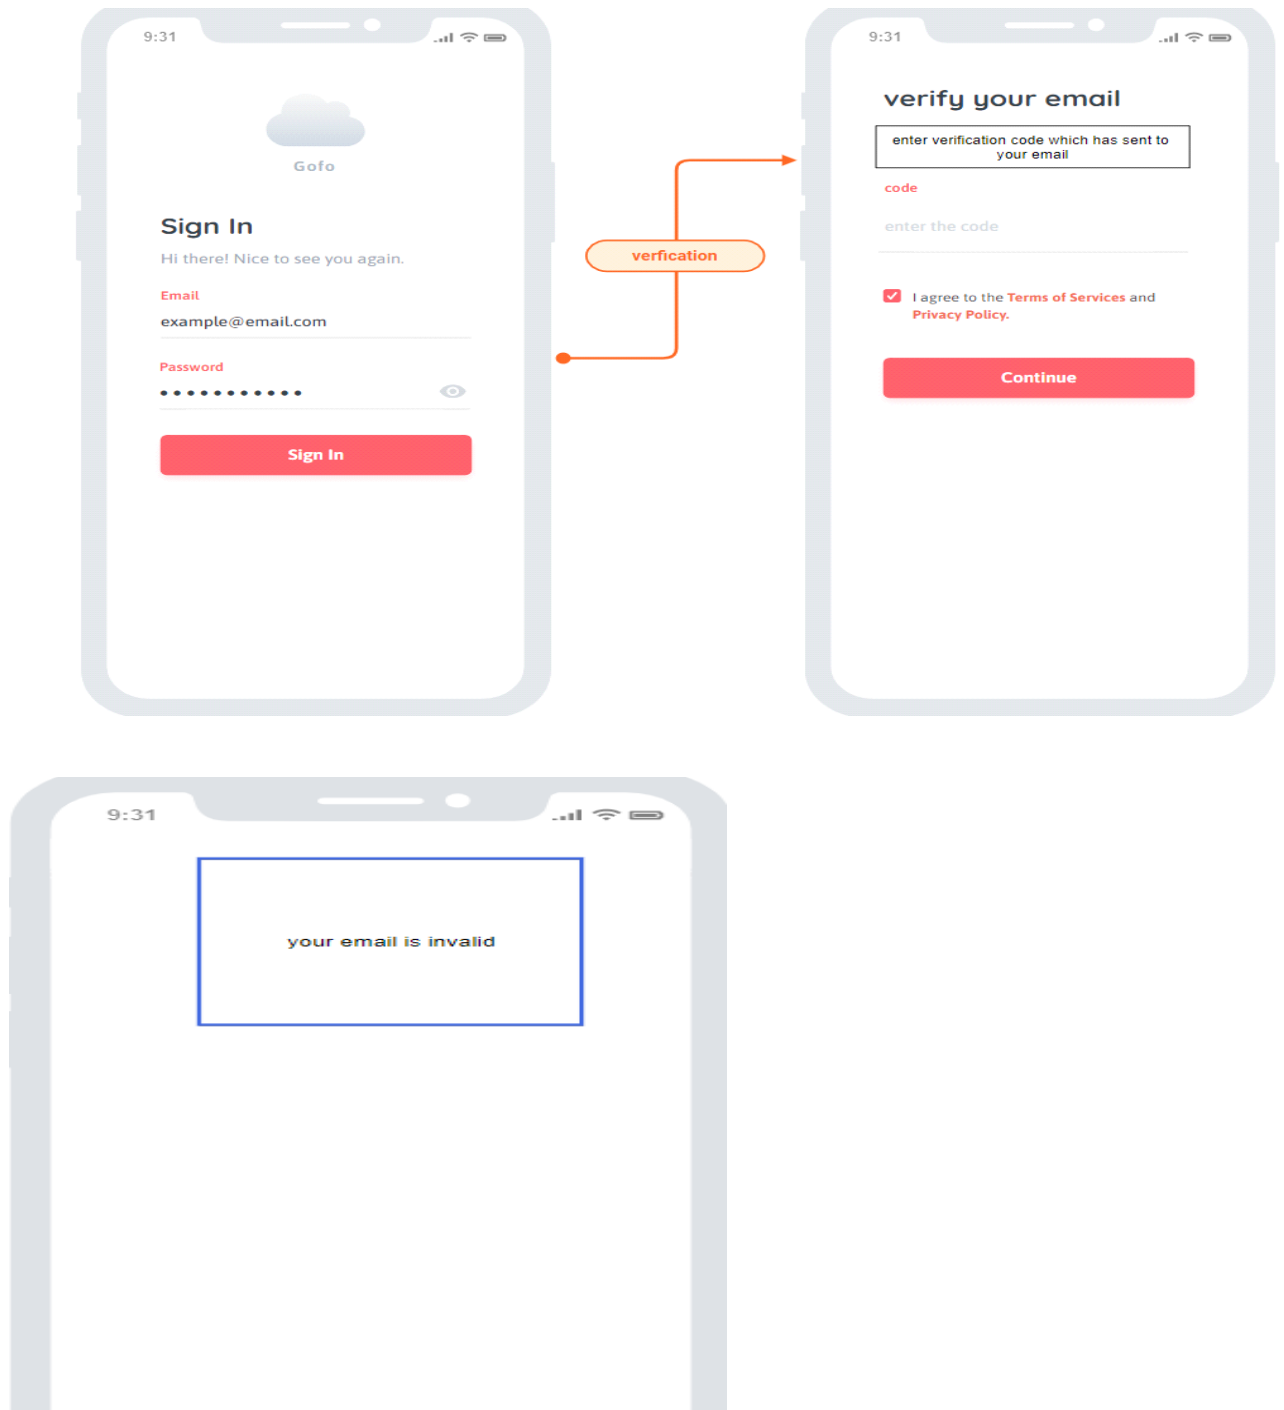 9:31
Gofo
Sign In
Hi there! Nice to see you again.
Email
example@email.com
Password
Sign In
verfication
9:31
verify your email
enter verification code which has sent to
your email
code
enter the code
I agree to the Terms of Services and
Privacy Policy.
Continue
9:31
your email is invalid